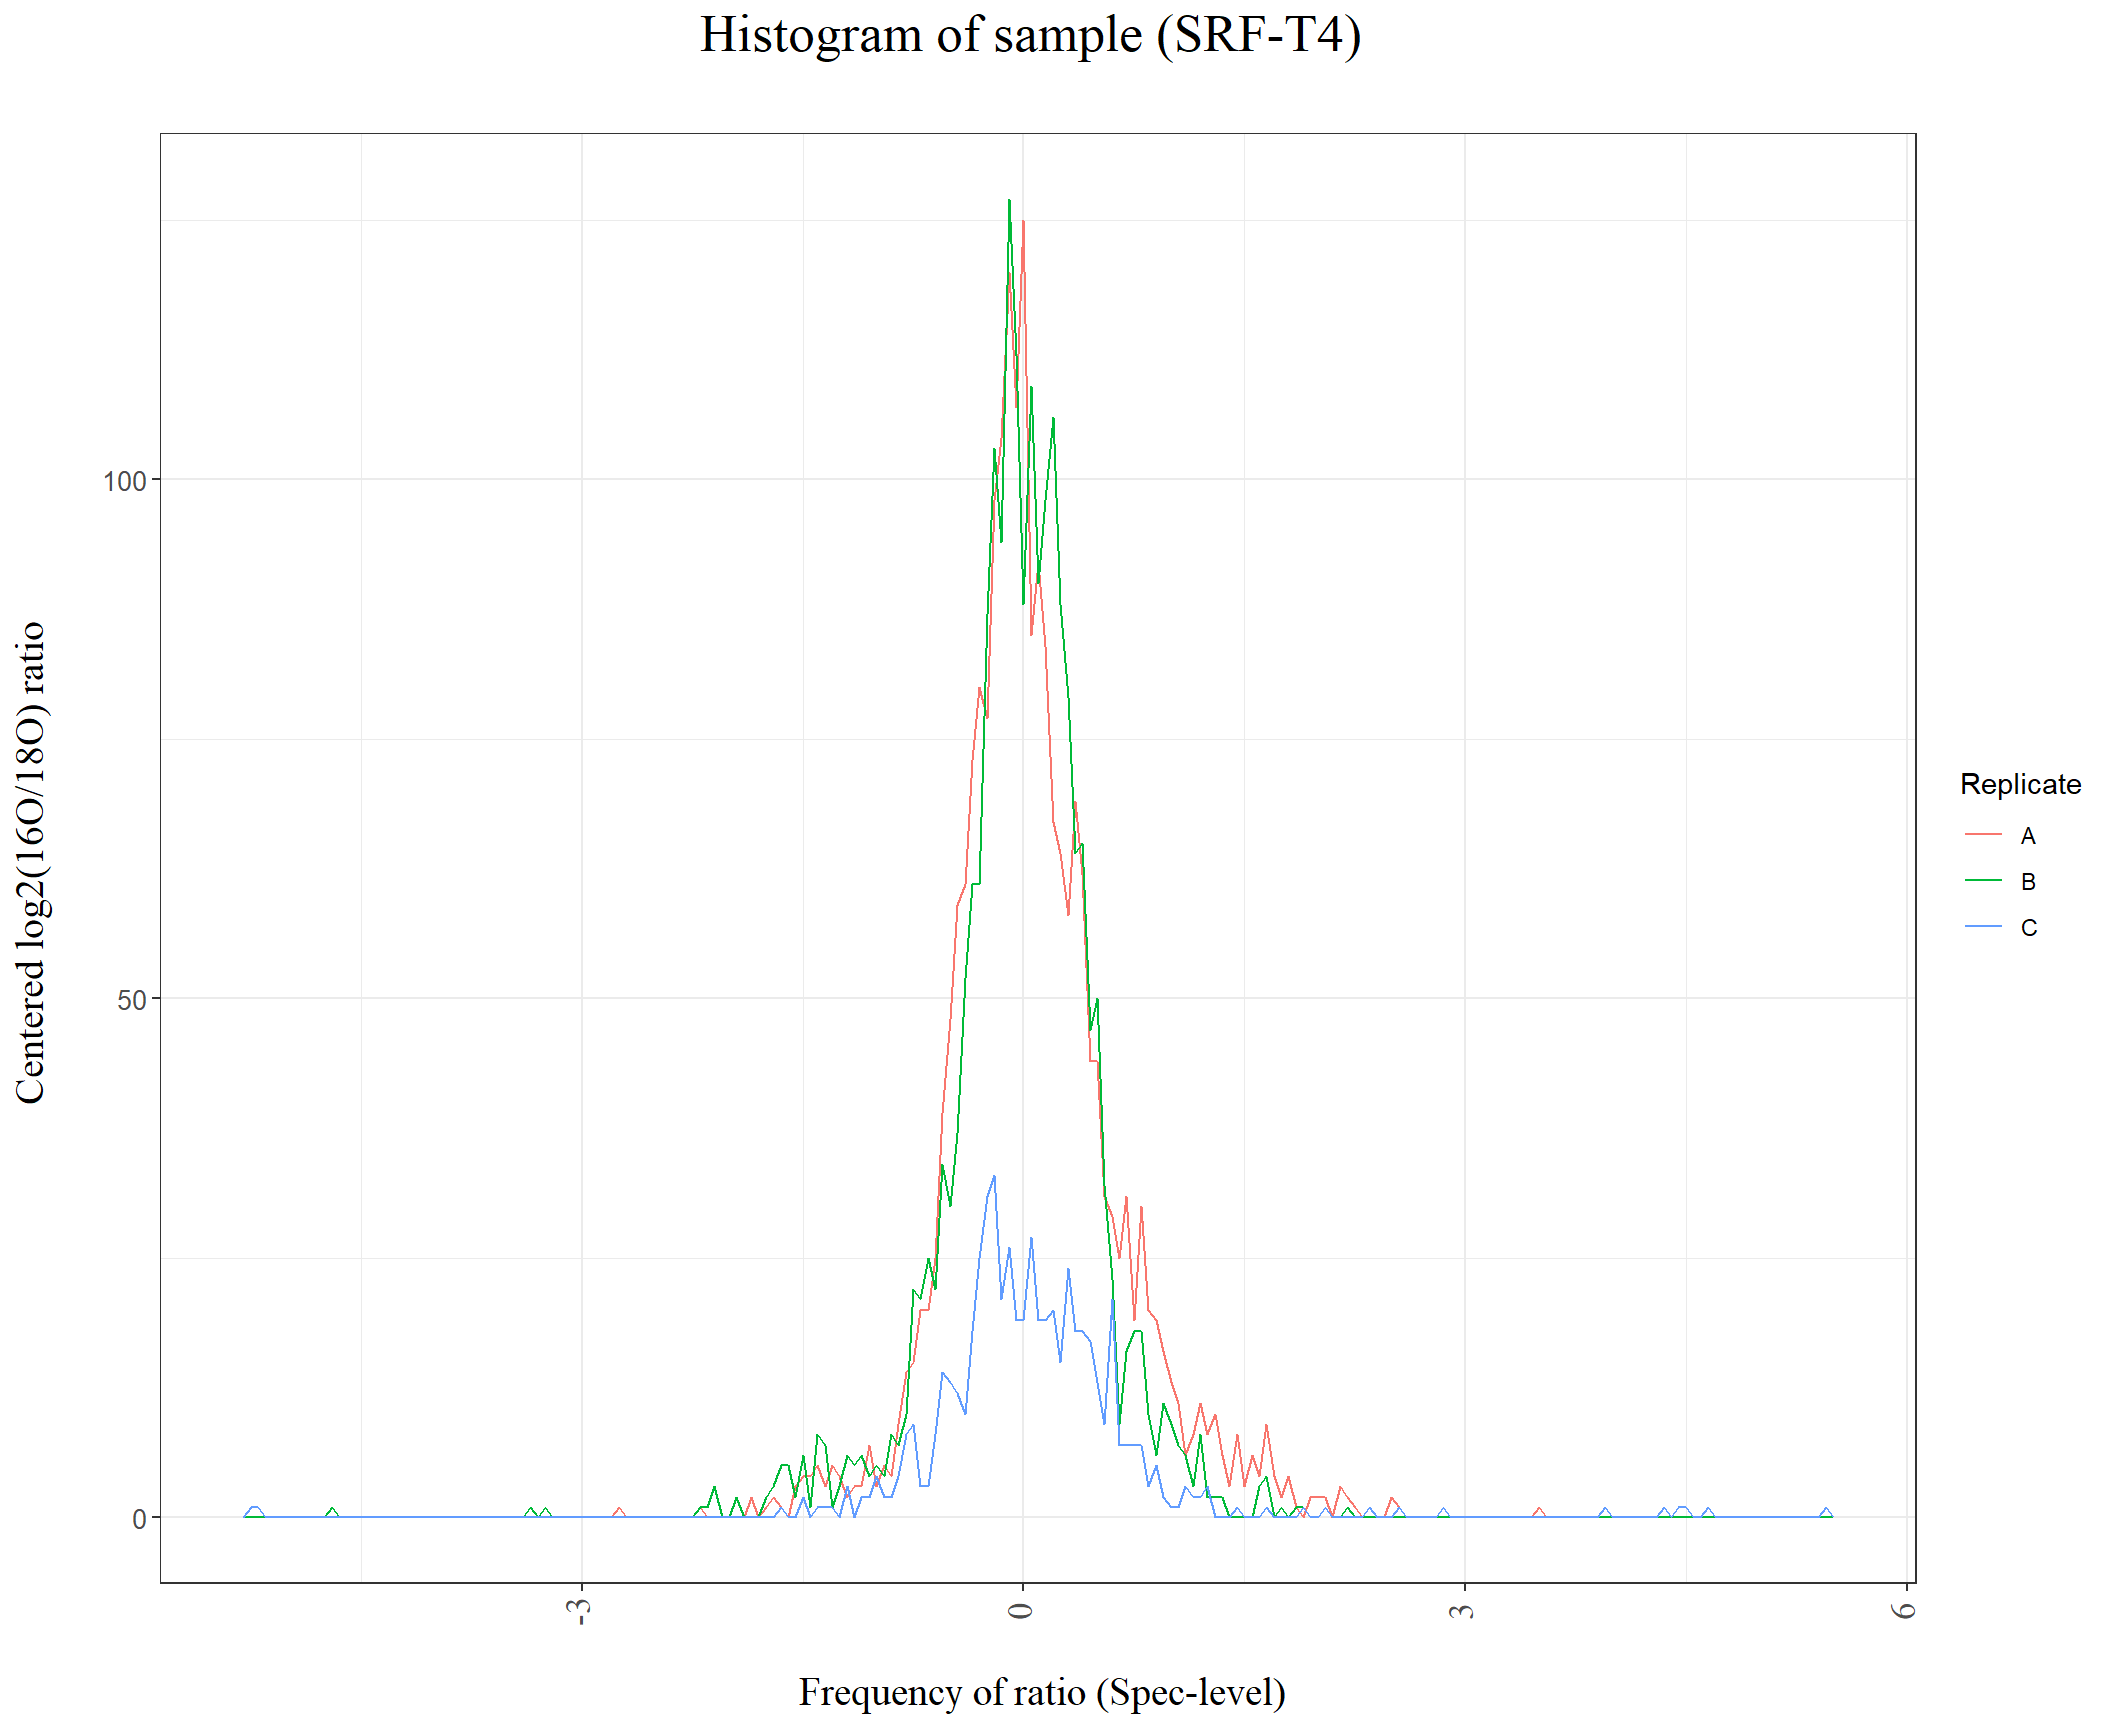 Histogram of sample (SRF-T4)
Centered log2(16O/18O) ratio
100
50
0
-3
0
3
6
Frequency of ratio (Spec-level)
Replicate
A
B
C